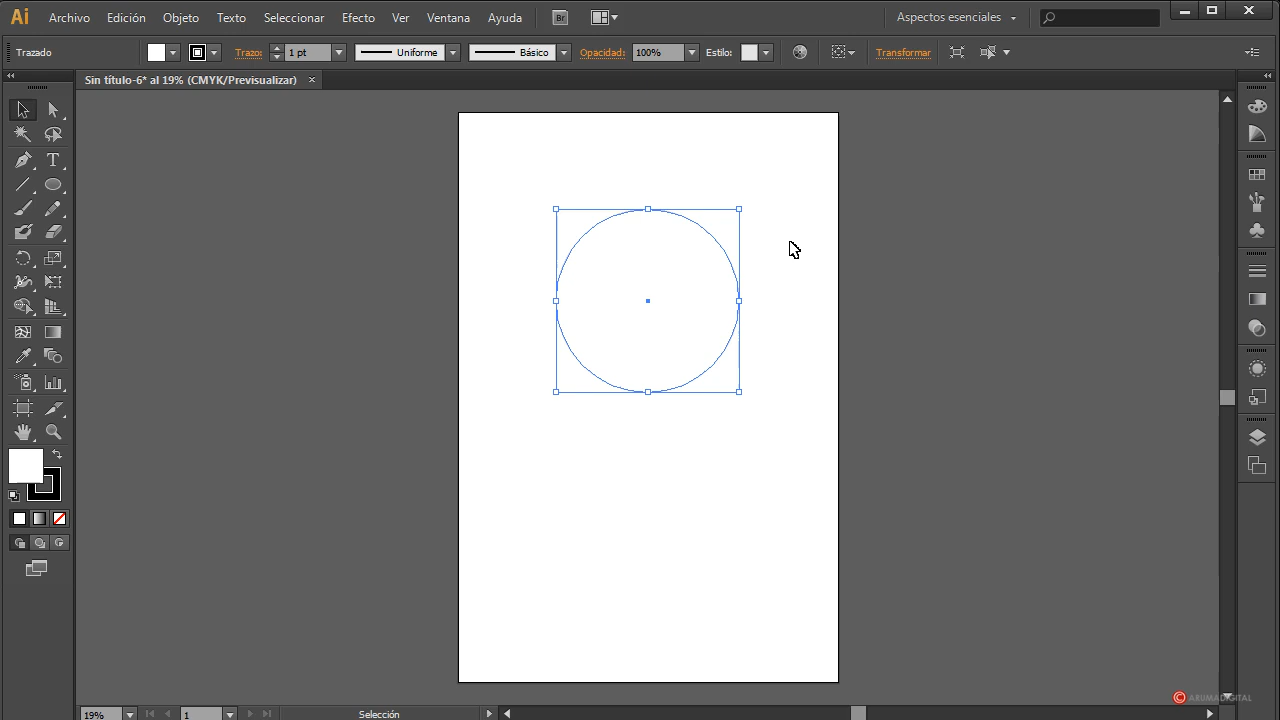 Ai Archivo Edición Objeto Texto Seleccionar Efecto Ver Ventana Ayuda Br Aspectos esenciales
Trazado Trazo: 1 pt Uniforme Básico Opacidad: 100% Estilo: Transformar
Sin título-6* al 19% (CMYK/Previsualizar) ×
T
© ARUMADIGITAL
19% 1 Selección